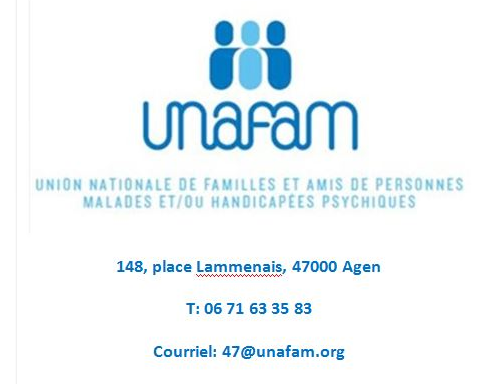 unafam
UNION NATIONALE DE FAMILLES ET AMIS DE PERSONNES
MALADES ET/OU HANDICAPÉES PSYCHIQUES
148, place Lammenais, 47000 Agen
T: 06 71 63 35 83
Courriel: 47@unafam.org